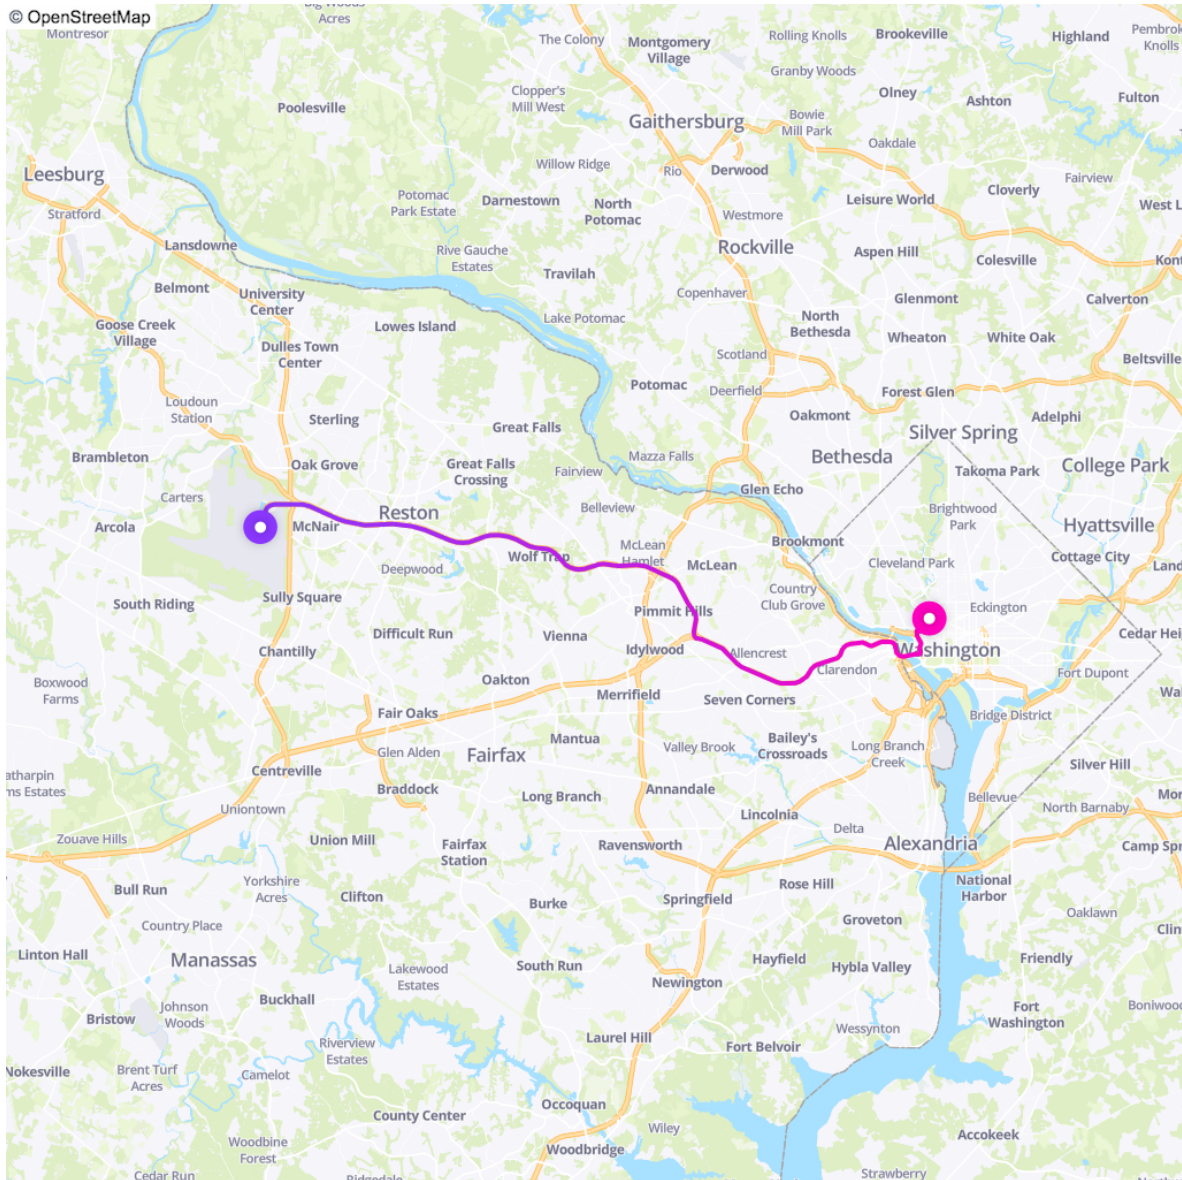 © OpenStreetMap
Montresor
Big Woods
Acres
The Colony
Montgomery
Village
Rolling Knolls
Brookeville
Highland
Pembrok
Knolls
Granby Woods
Clopper's
Mill West
Poolesville
Olney
Ashton
Fulton
Gaithersburg
Bowie
Mill Park
Oakdale
Leesburg
Willow Ridge
Rio
Derwood
Fairview
Cloverly
Potomac
Park Estate
Darnestown
North
Potomac
Leisure World
West L
Stratford
Westmore
Lansdowne
Rive Gauche
Estates
Rockville
Aspen Hill
Colesville
Kont
Travilah
Belmont
University
Center
Copenhaver
Glenmont
Calverton
Goose Creek
Village
Lowes Island
Lake Potomac
North
Bethesda
Wheaton
White Oak
Dulles Town
Center
Scotland
Beltsville
Potomac
Deerfield
Forest Glen
Loudoun
Station
Sterling
Great Falls
Oakmont
Adelphi
Silver Spring
Brambleton
Oak Grove
Great Falls
Crossing
Fairview
Mazza Falls
Bethesda
Takoma Park
College Park
Carters
Glen Echo
Arcola
McNair
Reston
Belleview
Brightwood
Park
Hyattsville
Wolf Trap
McLean
Hamlet
McLean
Brookmont
Cleveland Park
Cottage City
Land
Deepwood
South Riding
Sully Square
Country
Club Grove
Pimmit Hills
Eckington
Difficult Run
Vienna
Cedar Hei
Chantilly
Idylwood
Allencrest
Washington
Clarendon
Fort Dupont
Boxwood
Farms
Oakton
Merrifield
Seven Corners
Wa
Fair Oaks
Bridge District
Glen Alden
Fairfax
Mantua
Valley Brook
Bailey's
Crossroads
Long Branch
Creek
Silver Hill
atharpin
ms Estates
Centreville
Braddock
Long Branch
Annandale
Bellevue
North Barnaby
Mor
Uniontown
Lincolnia
Zouave Hills
Union Mill
Fairfax
Station
Ravensworth
Delta
Alexandria
Camp Spr
Bull Run
Yorkshire
Acres
Clifton
Burke
Springfield
Rose Hill
National
Harbor
Country Place
Groveton
Oaklawn
Clin
Linton Hall
Manassas
Lakewood
Estates
South Run
Hayfield
Hybla Valley
Friendly
Newington
Buckhall
Johnson
Woods
Bristow
Fort
Washington
Boniwoo
Riverview
Estates
Laurel Hill
Fort Belvoir
Wessynton
Nokesville
Brent Turf
Acres
Camelot
County Center
Occoquan
Wiley
Accokeek
Woodbine
Forest
Woodbridge
Cedar Run
Ridgedale
Strawberry